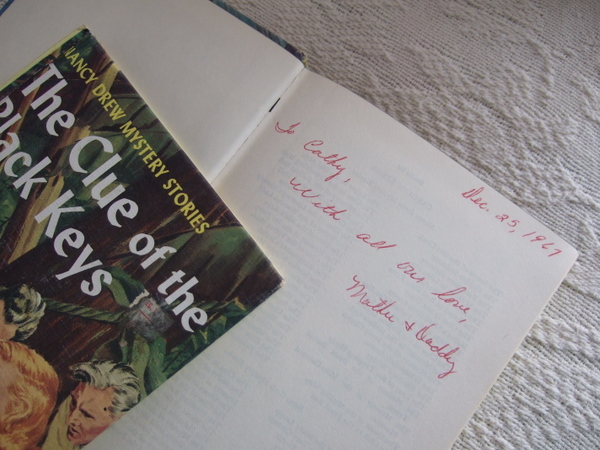 NANCY DREW MYSTERY STORIES
The Clue of the
Black Keys
Dec. 25, 1967
To Cathy,
With all our love,
Mother & Daddy